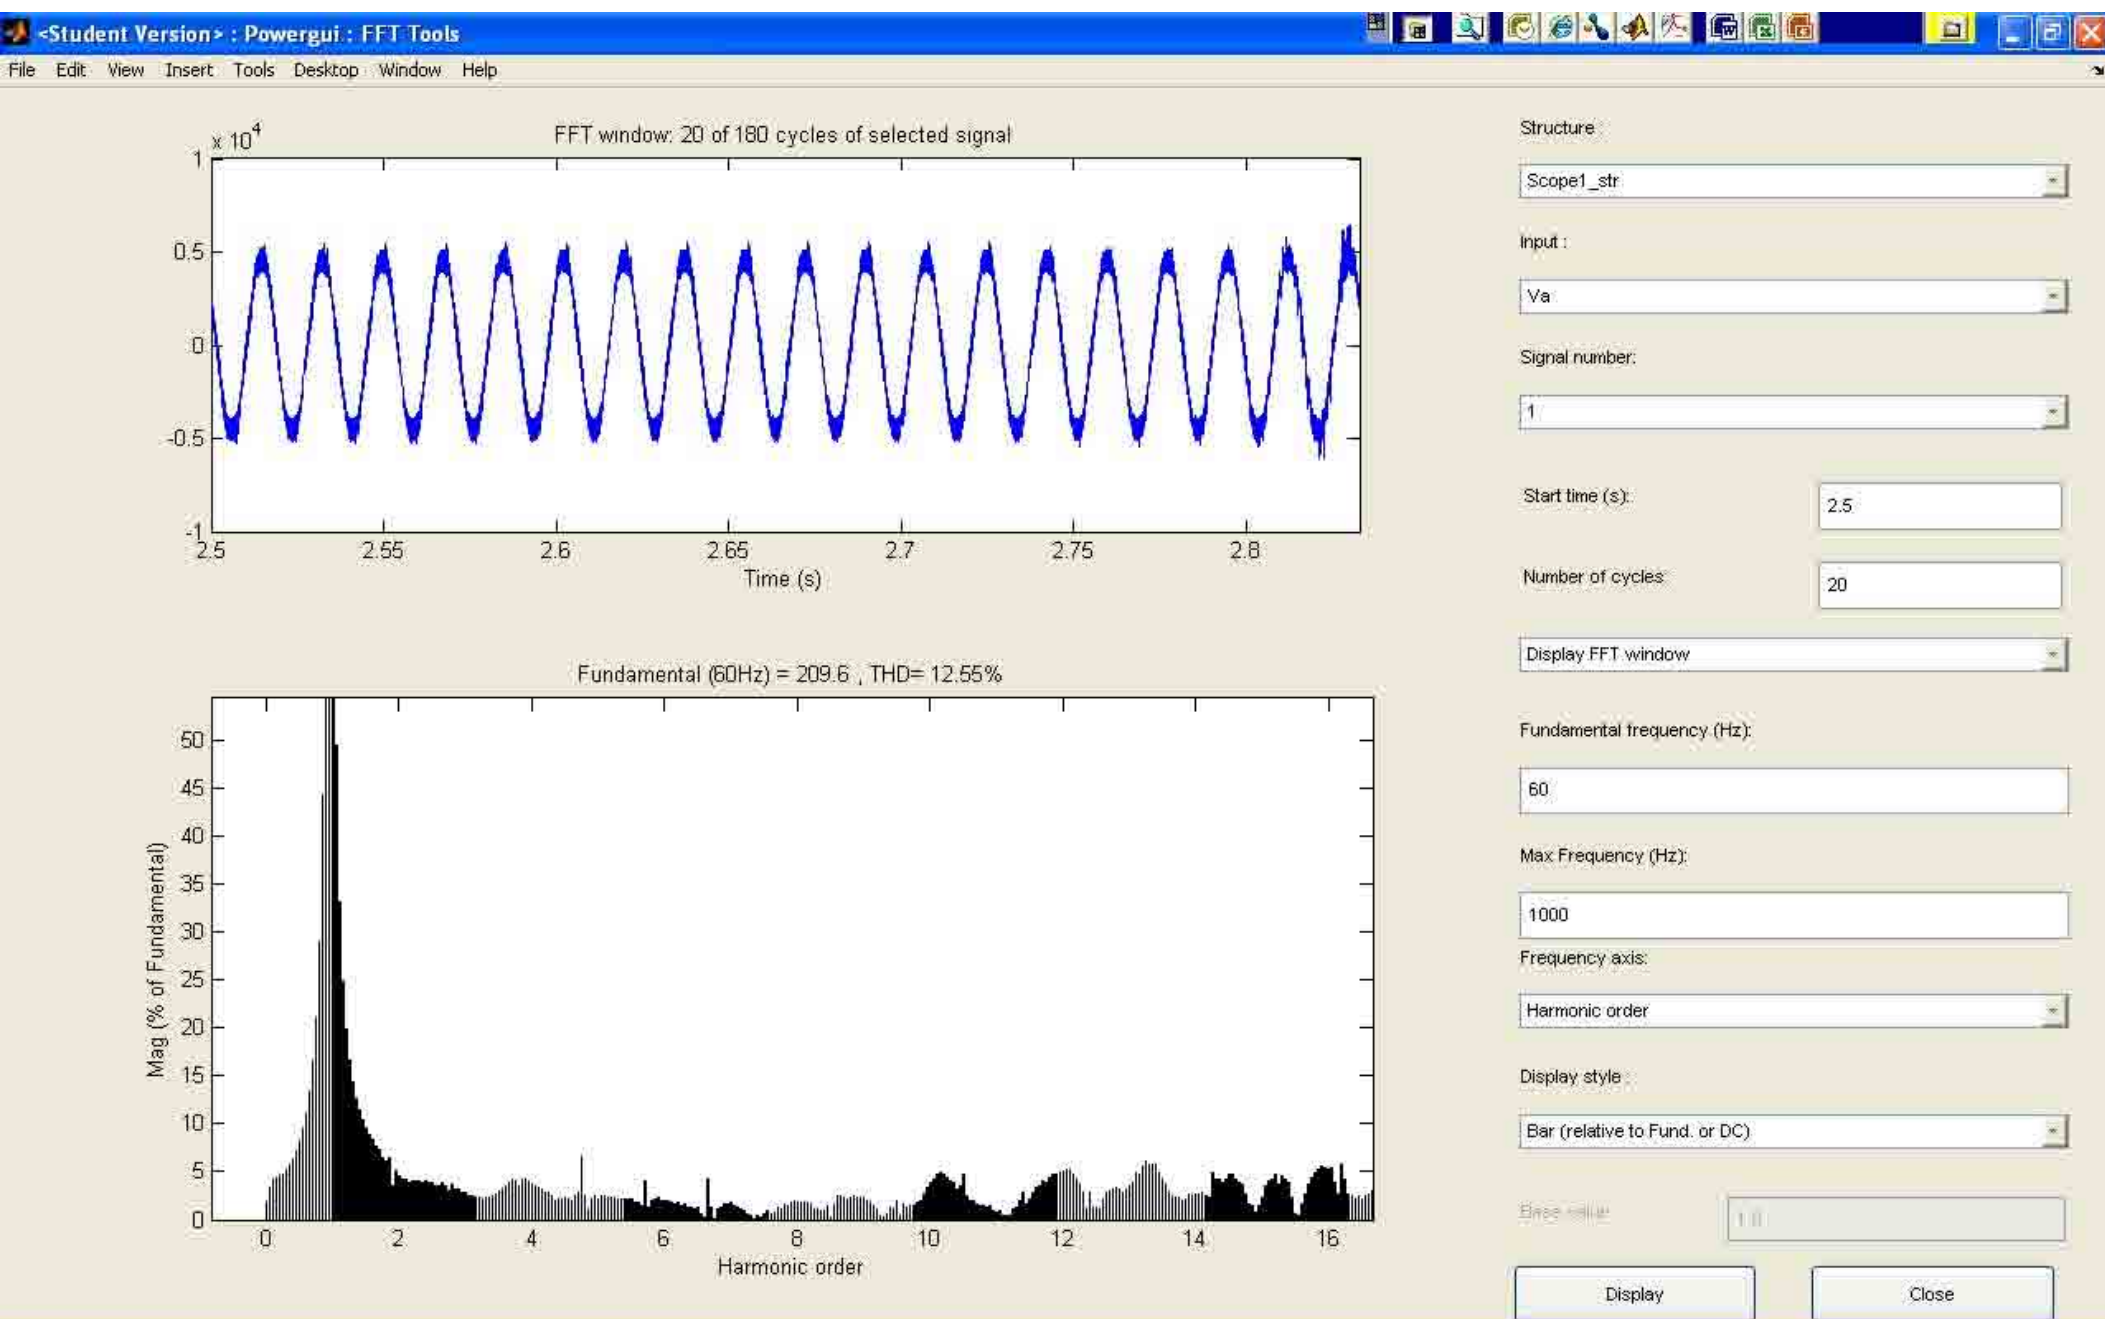 <Student Version> : Powergui : FFT Tools
File Edit View Insert Tools Desktop Window Help
x 10^4
FFT window: 20 of 180 cycles of selected signal
1
0.5
0
-0.5
-1
2.5 2.55 2.6 2.65 2.7 2.75 2.8
Time (s)
Fundamental (60Hz) = 209.6 , THD= 12.55%
50
45
40
35
30
25
20
15
10
5
0
Mag (% of Fundamental)
0 2 4 6 8 10 12 14 16
Harmonic order
Structure :
Scope1_str
Input :
Va
Signal number:
1
Start time (s):
2.5
Number of cycles:
20
Display FFT window
Fundamental frequency (Hz):
60
Max Frequency (Hz):
1000
Frequency axis:
Harmonic order
Display style :
Bar (relative to Fund. or DC)
Base value:
1.0
Display
Close